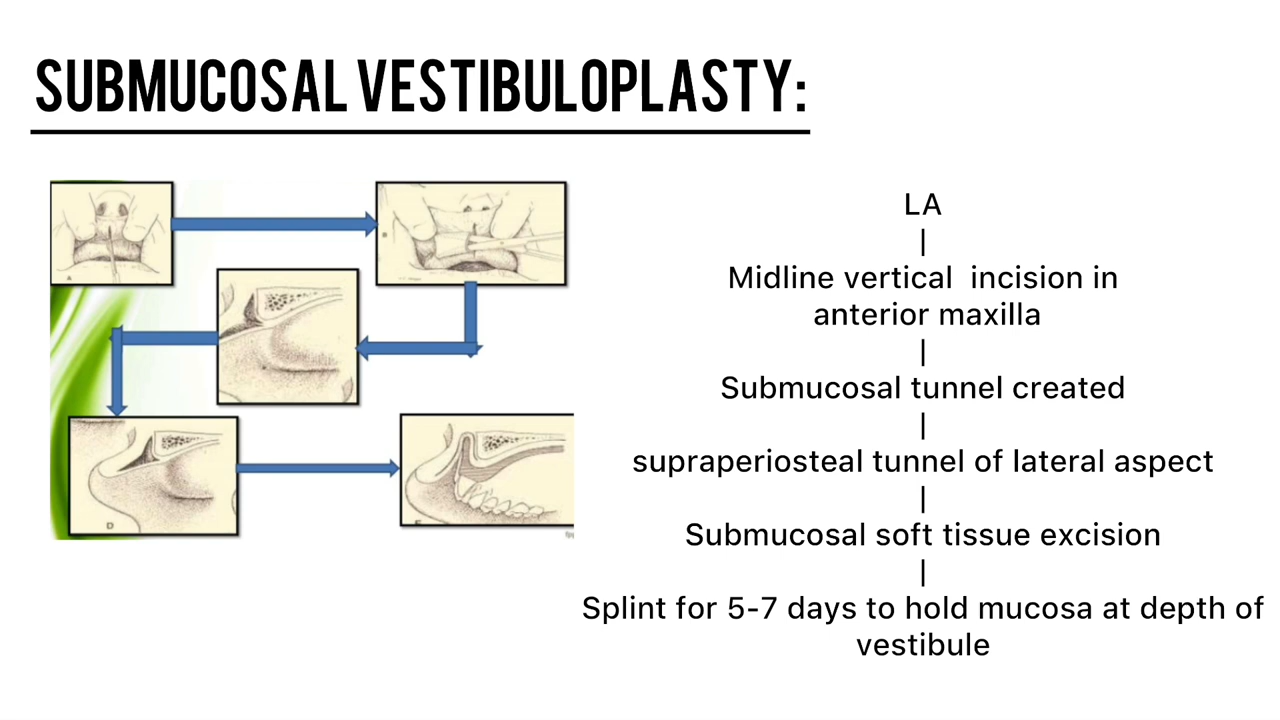 SUBMUCOSAL VESTIBULOPLASTY:
LA
|
Midline vertical incision in
anterior maxilla
|
Submucosal tunnel created
|
supraperiosteal tunnel of lateral aspect
|
Submucosal soft tissue excision
|
Splint for 5-7 days to hold mucosa at depth of
vestibule
A
B
D
E